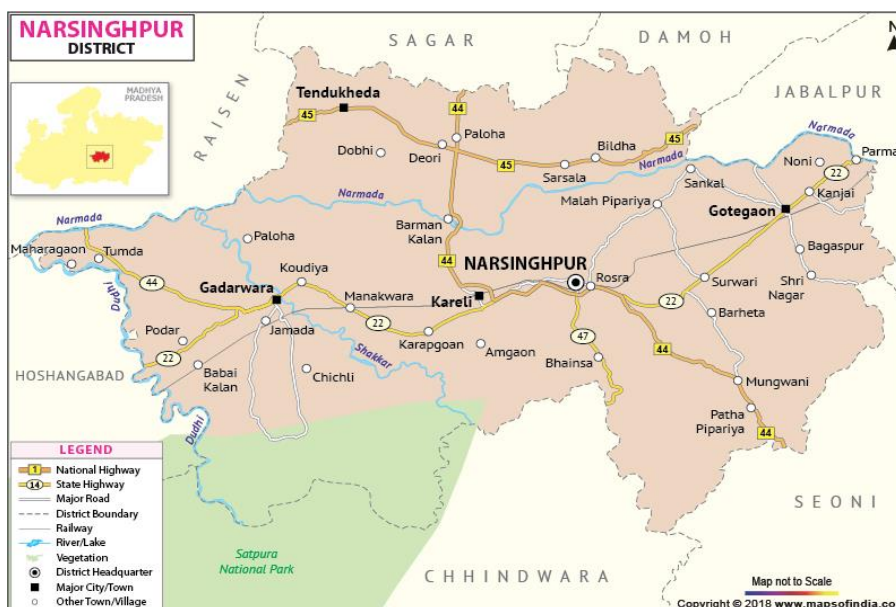 NARSINGHPUR
DISTRICT
MADHYA
PRADESH
SAGAR
DAMOH
N
RAISEN
JABALPUR
Tendukheda
45
44
Paloha
Dobhi
Deori
45
Bildha
Sarsala
45
Narmada
Narmada
Parma
Noni
22
Kanjai
Sankal
Malah Pipariya
Gotegaon
Narmada
Barman
Kalan
Narmada
Maharagaon
Tumda
Paloha
44
NARSINGHPUR
Bagaspur
Dudhi
44
Koudiya
Gadarwara
Manakwara
Kareli
Rosra
Surwari
Shri
Nagar
22
Podar
Jamada
22
Karapgoan
Barheta
22
Shakkar
Amgaon
47
Bhainsa
44
HOSHANGABAD
Babai
Kalan
Chichli
Mungwani
Patha
Pipariya
44
Dudhi
LEGEND
1 National Highway
14 State Highway
Major Road
District Boundary
Railway
River/Lake
Vegetation
District Headquarter
Major City/Town
Other Town/Village
Satpura
National Park
CHHINDWARA
SEONI
Map not to Scale
Copyright © 2018 www.mapsofindia.co